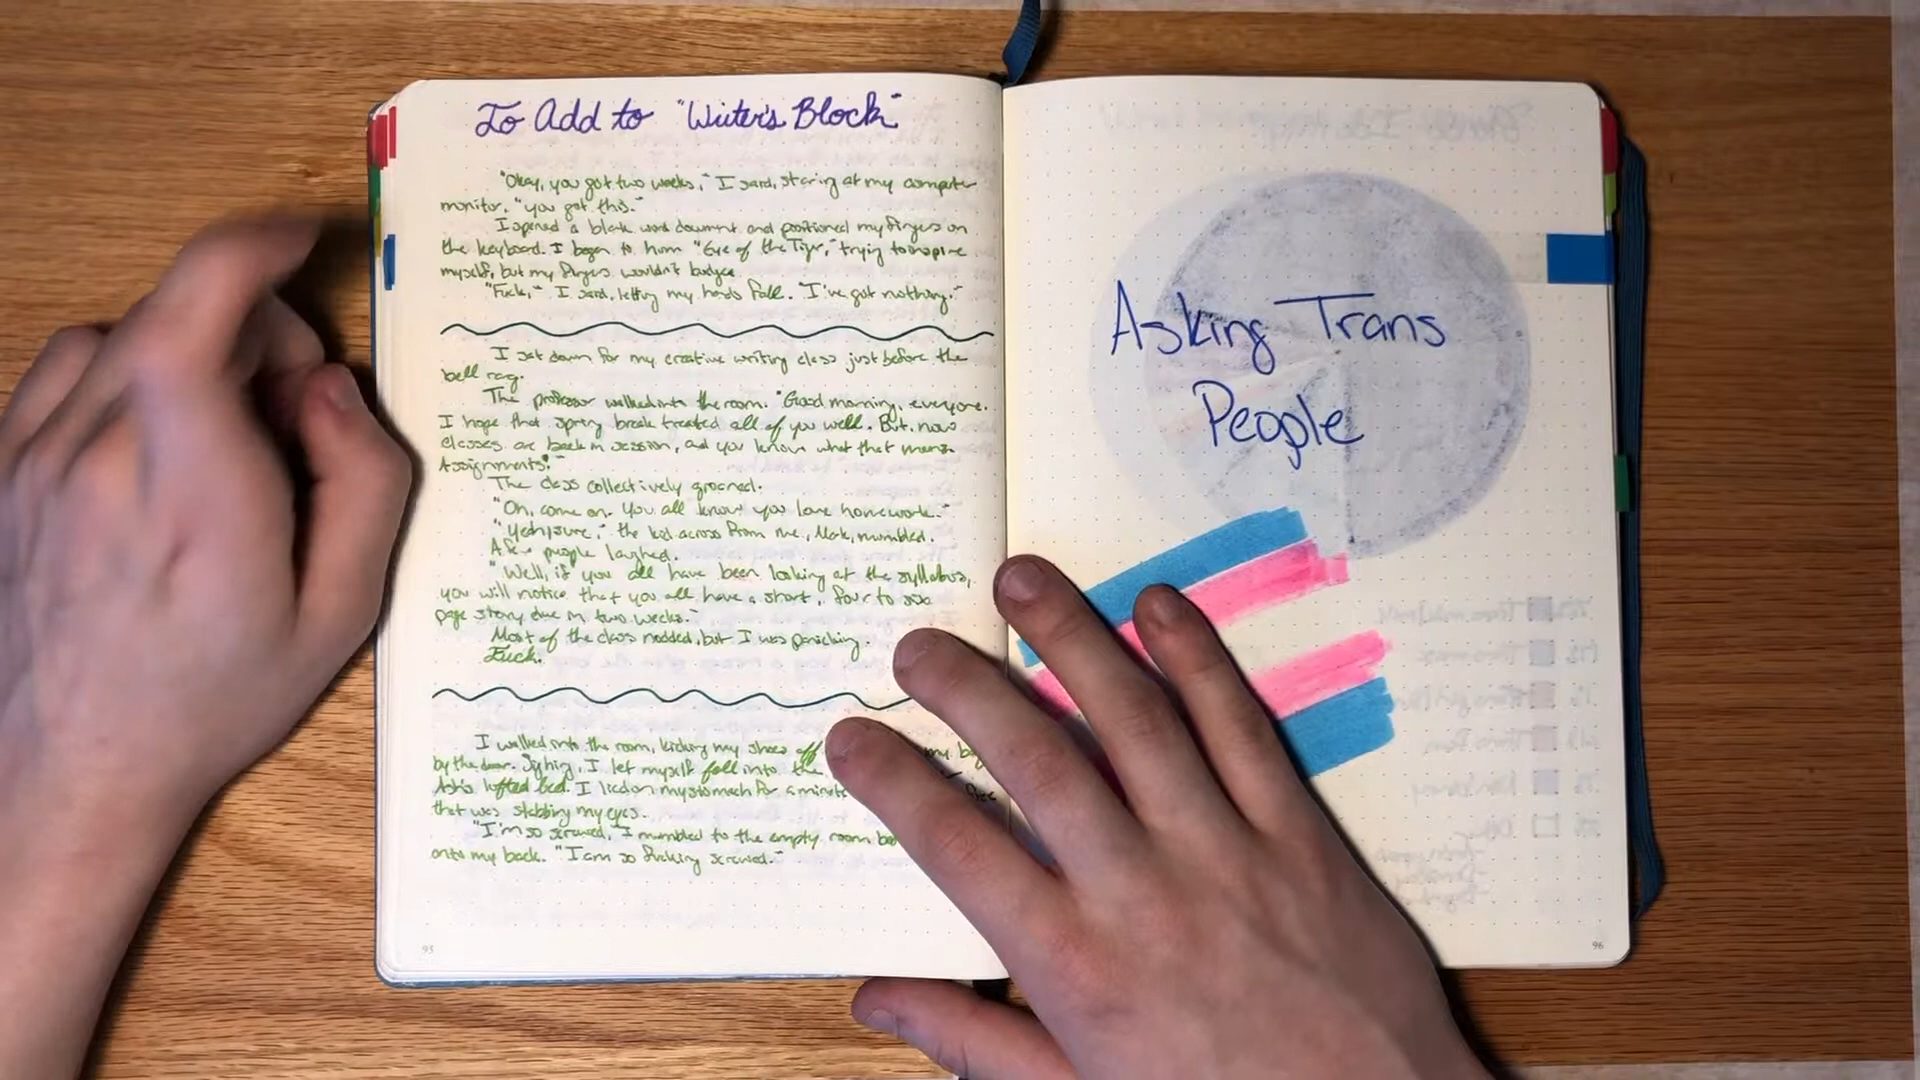 To Add to "Writer's Block"
"Okay, you got two weeks," I said, staring at my computer
monitor, "you got this."
I opened a blank word docuemnt and positioned my fingers on
the keyboard. I began to hum "Eye of the Tiger," trying to inspire
myself, but my fingers wouldn't budge.
"Fuck," I said, letting my hands fall. "I've got nothing."
I sat down for my creative writing class just before the
bell rang.
The professor walked into the room. "Good morning, everyone.
I hope that spring break treated all of you well. But, now
classes are back in session, and you know what that means
Assignments!"
The class collectively groaned.
"Oh, come on. You all know you love homework."
"Yeah, sure," the kid across from me, mumbled.
A few people laughed.
"Well, if you all have been looking at the syllabus,
you will notice that you all have a short, four to six
page story due in two weeks."
Most of the class nodded, but I was panicking.
Fuck.
I walked into the room, kicking my shoes off my bag
by the door. Sighing, I let myself fall into the
lofted bed. I lied on my stomach for a minute
that was stabbing my eyes.
"I'm so screwed, I mumbled to the empty room
onto my back. "I am so fucking screwed."
95
Asking Trans
People
96